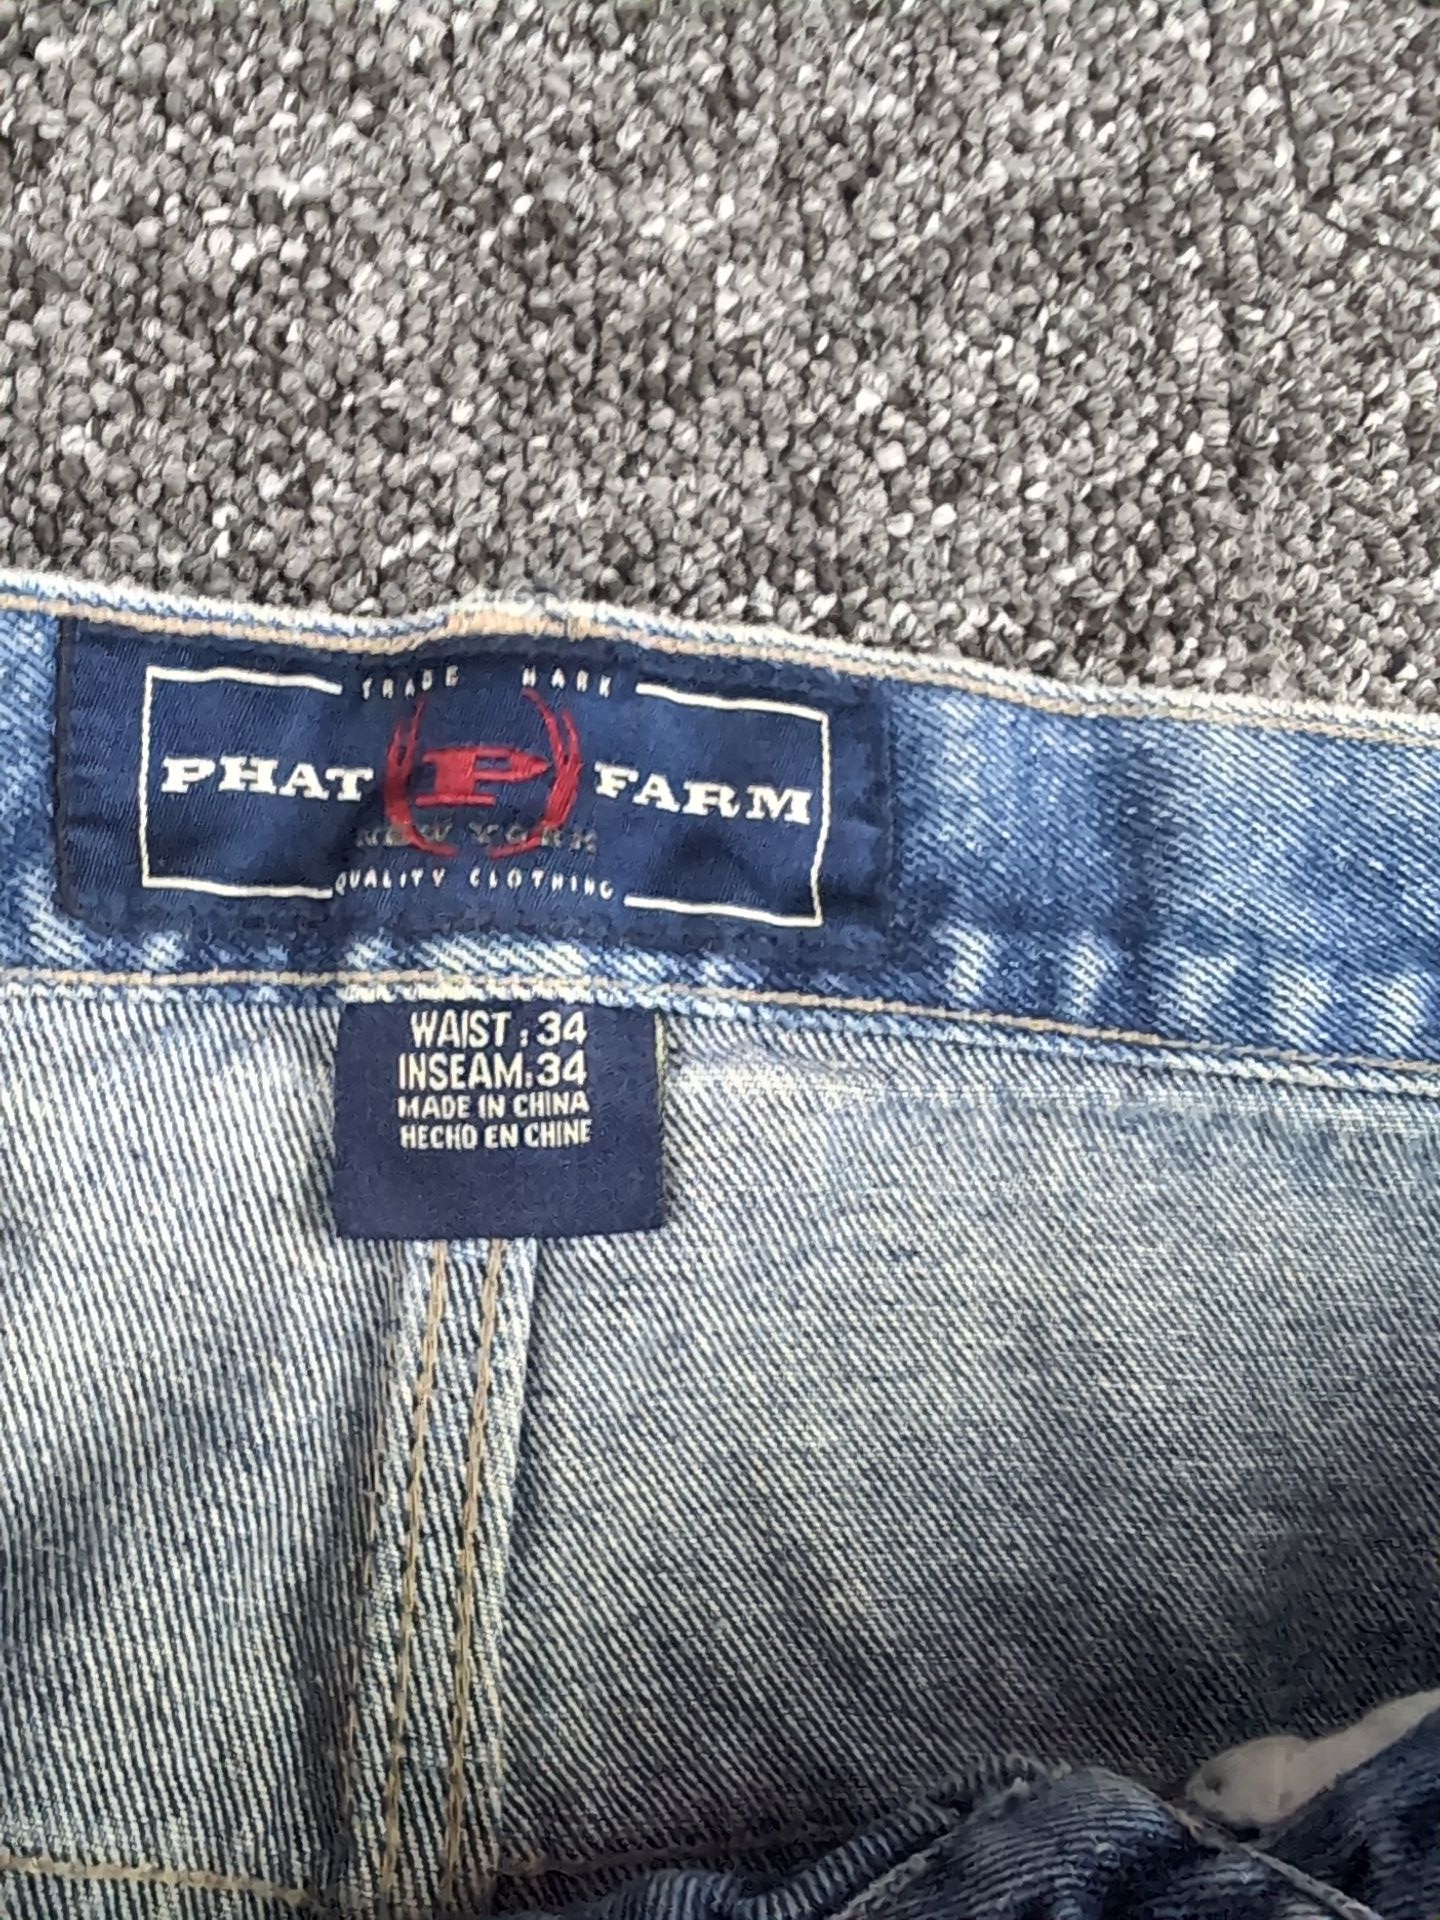 TRADE MARK
PHAT P FARM
NEW YORK
QUALITY CLOTHING
WAIST : 34
INSEAM: 34
MADE IN CHINA
HECHO EN CHINE